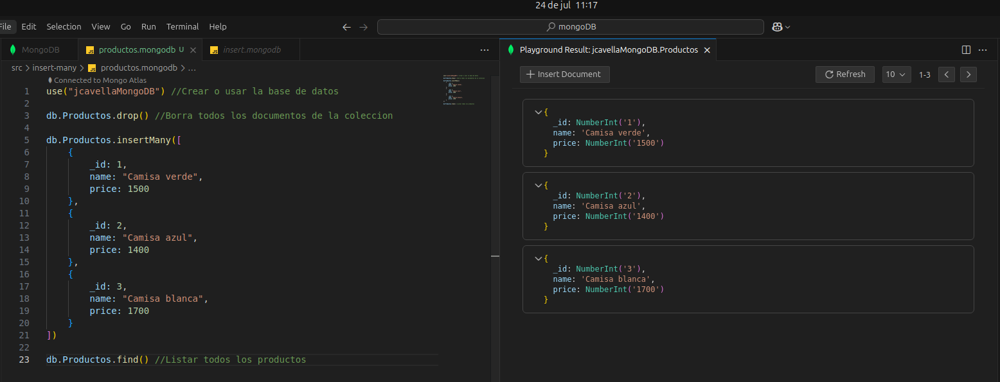 24 de jul 11:17
File Edit Selection View Go Run Terminal Help
mongoDB
MongoDB
productos.mongodb U
insert.mongodb
src > insert-many > productos.mongodb > ...
Connected to Mongo Atlas
1 use("jcavellaMongoDB") //Crear o usar la base de datos
2
3 db.Productos.drop() //Borra todos los documentos de la coleccion
4
5 db.Productos.insertMany([
6 {
7 _id: 1,
8 name: "Camisa verde",
9 price: 1500
10 },
11 {
12 _id: 2,
13 name: "Camisa azul",
14 price: 1400
15 },
16 {
17 _id: 3,
18 name: "Camisa blanca",
19 price: 1700
20 }
21 ])
22
23 db.Productos.find() //Listar todos los productos
Playground Result: jcavellaMongoDB.Productos
Insert Document
Refresh
10
1-3
{
_id: NumberInt('1'),
name: 'Camisa verde',
price: NumberInt('1500')
}
{
_id: NumberInt('2'),
name: 'Camisa azul',
price: NumberInt('1400')
}
{
_id: NumberInt('3'),
name: 'Camisa blanca',
price: NumberInt('1700')
}